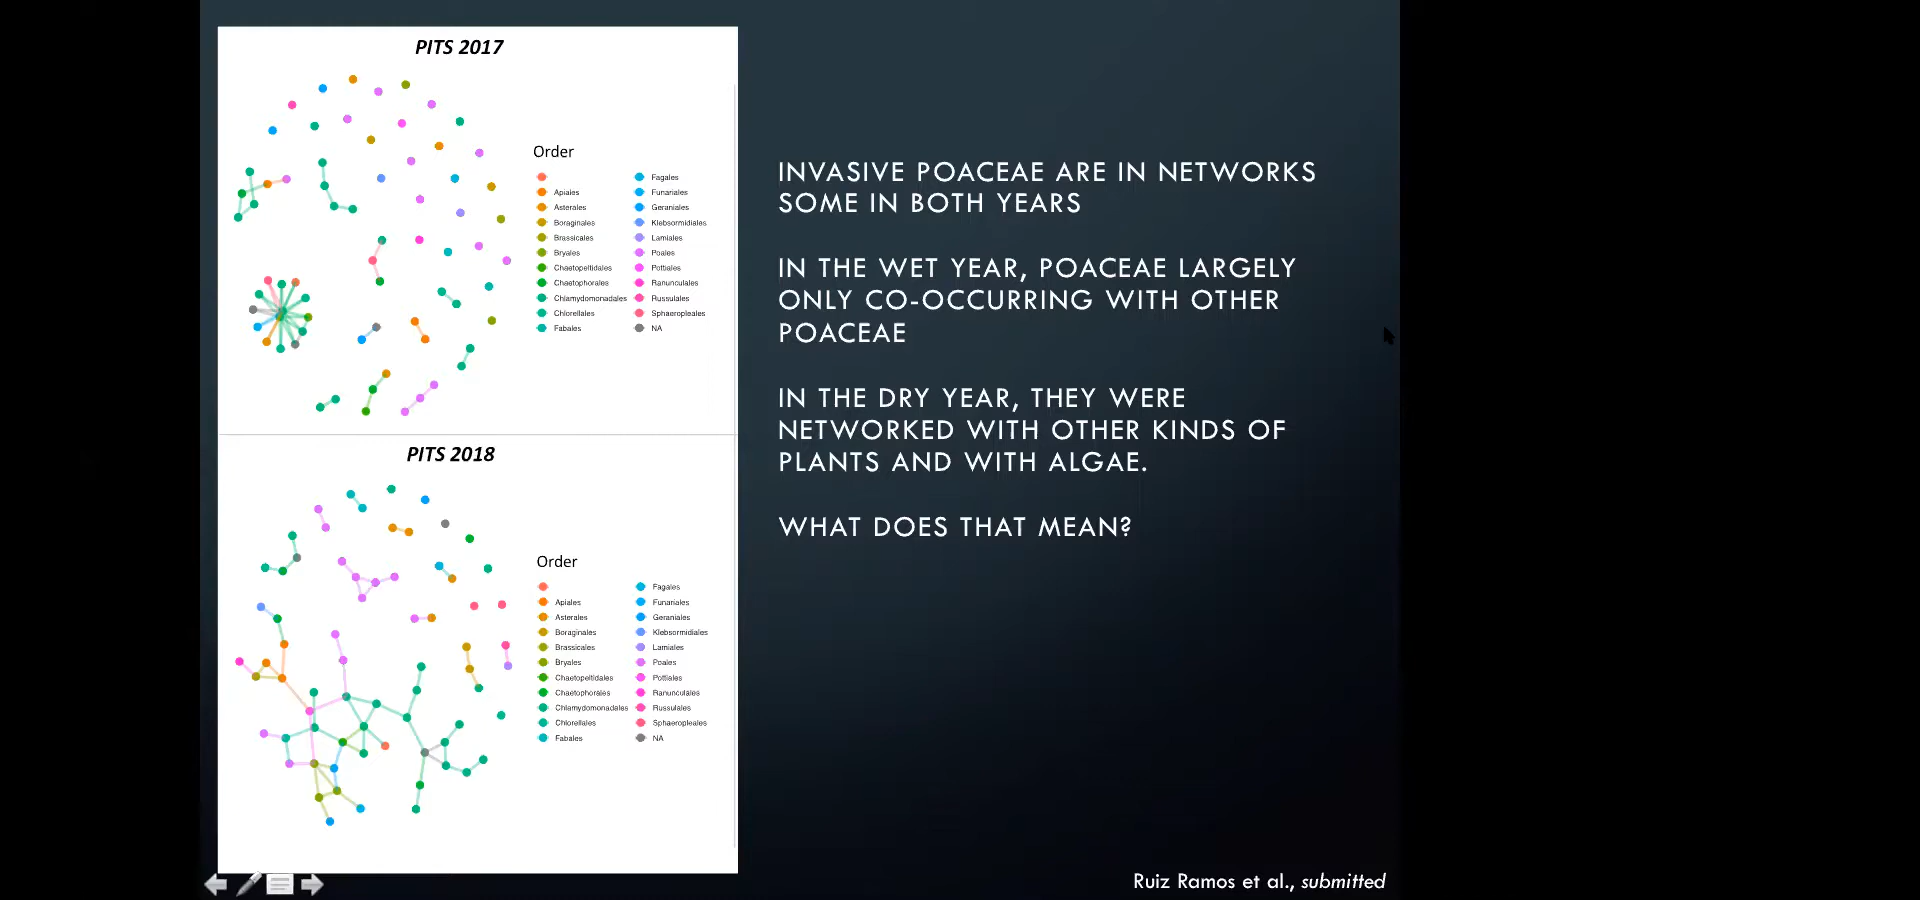 PITS 2017
Order
Apiales
Asterales
Boraginales
Brassicales
Bryales
Chaetopeltidales
Chaetophorales
Chlamydomonadales
Chlorellales
Fabales
Fagales
Funariales
Geraniales
Klebsormidiales
Lamiales
Poales
Pottiales
Ranunculales
Russulales
Sphaeropleales
NA
PITS 2018
Order
Apiales
Asterales
Boraginales
Brassicales
Bryales
Chaetopeltidales
Chaetophorales
Chlamydomonadales
Chlorellales
Fabales
Fagales
Funariales
Geraniales
Klebsormidiales
Lamiales
Poales
Pottiales
Ranunculales
Russulales
Sphaeropleales
NA
INVASIVE POACEAE ARE IN NETWORKS
SOME IN BOTH YEARS
IN THE WET YEAR, POACEAE LARGELY
ONLY CO-OCCURRING WITH OTHER
POACEAE
IN THE DRY YEAR, THEY WERE
NETWORKED WITH OTHER KINDS OF
PLANTS AND WITH ALGAE.
WHAT DOES THAT MEAN?
Ruiz Ramos et al., submitted